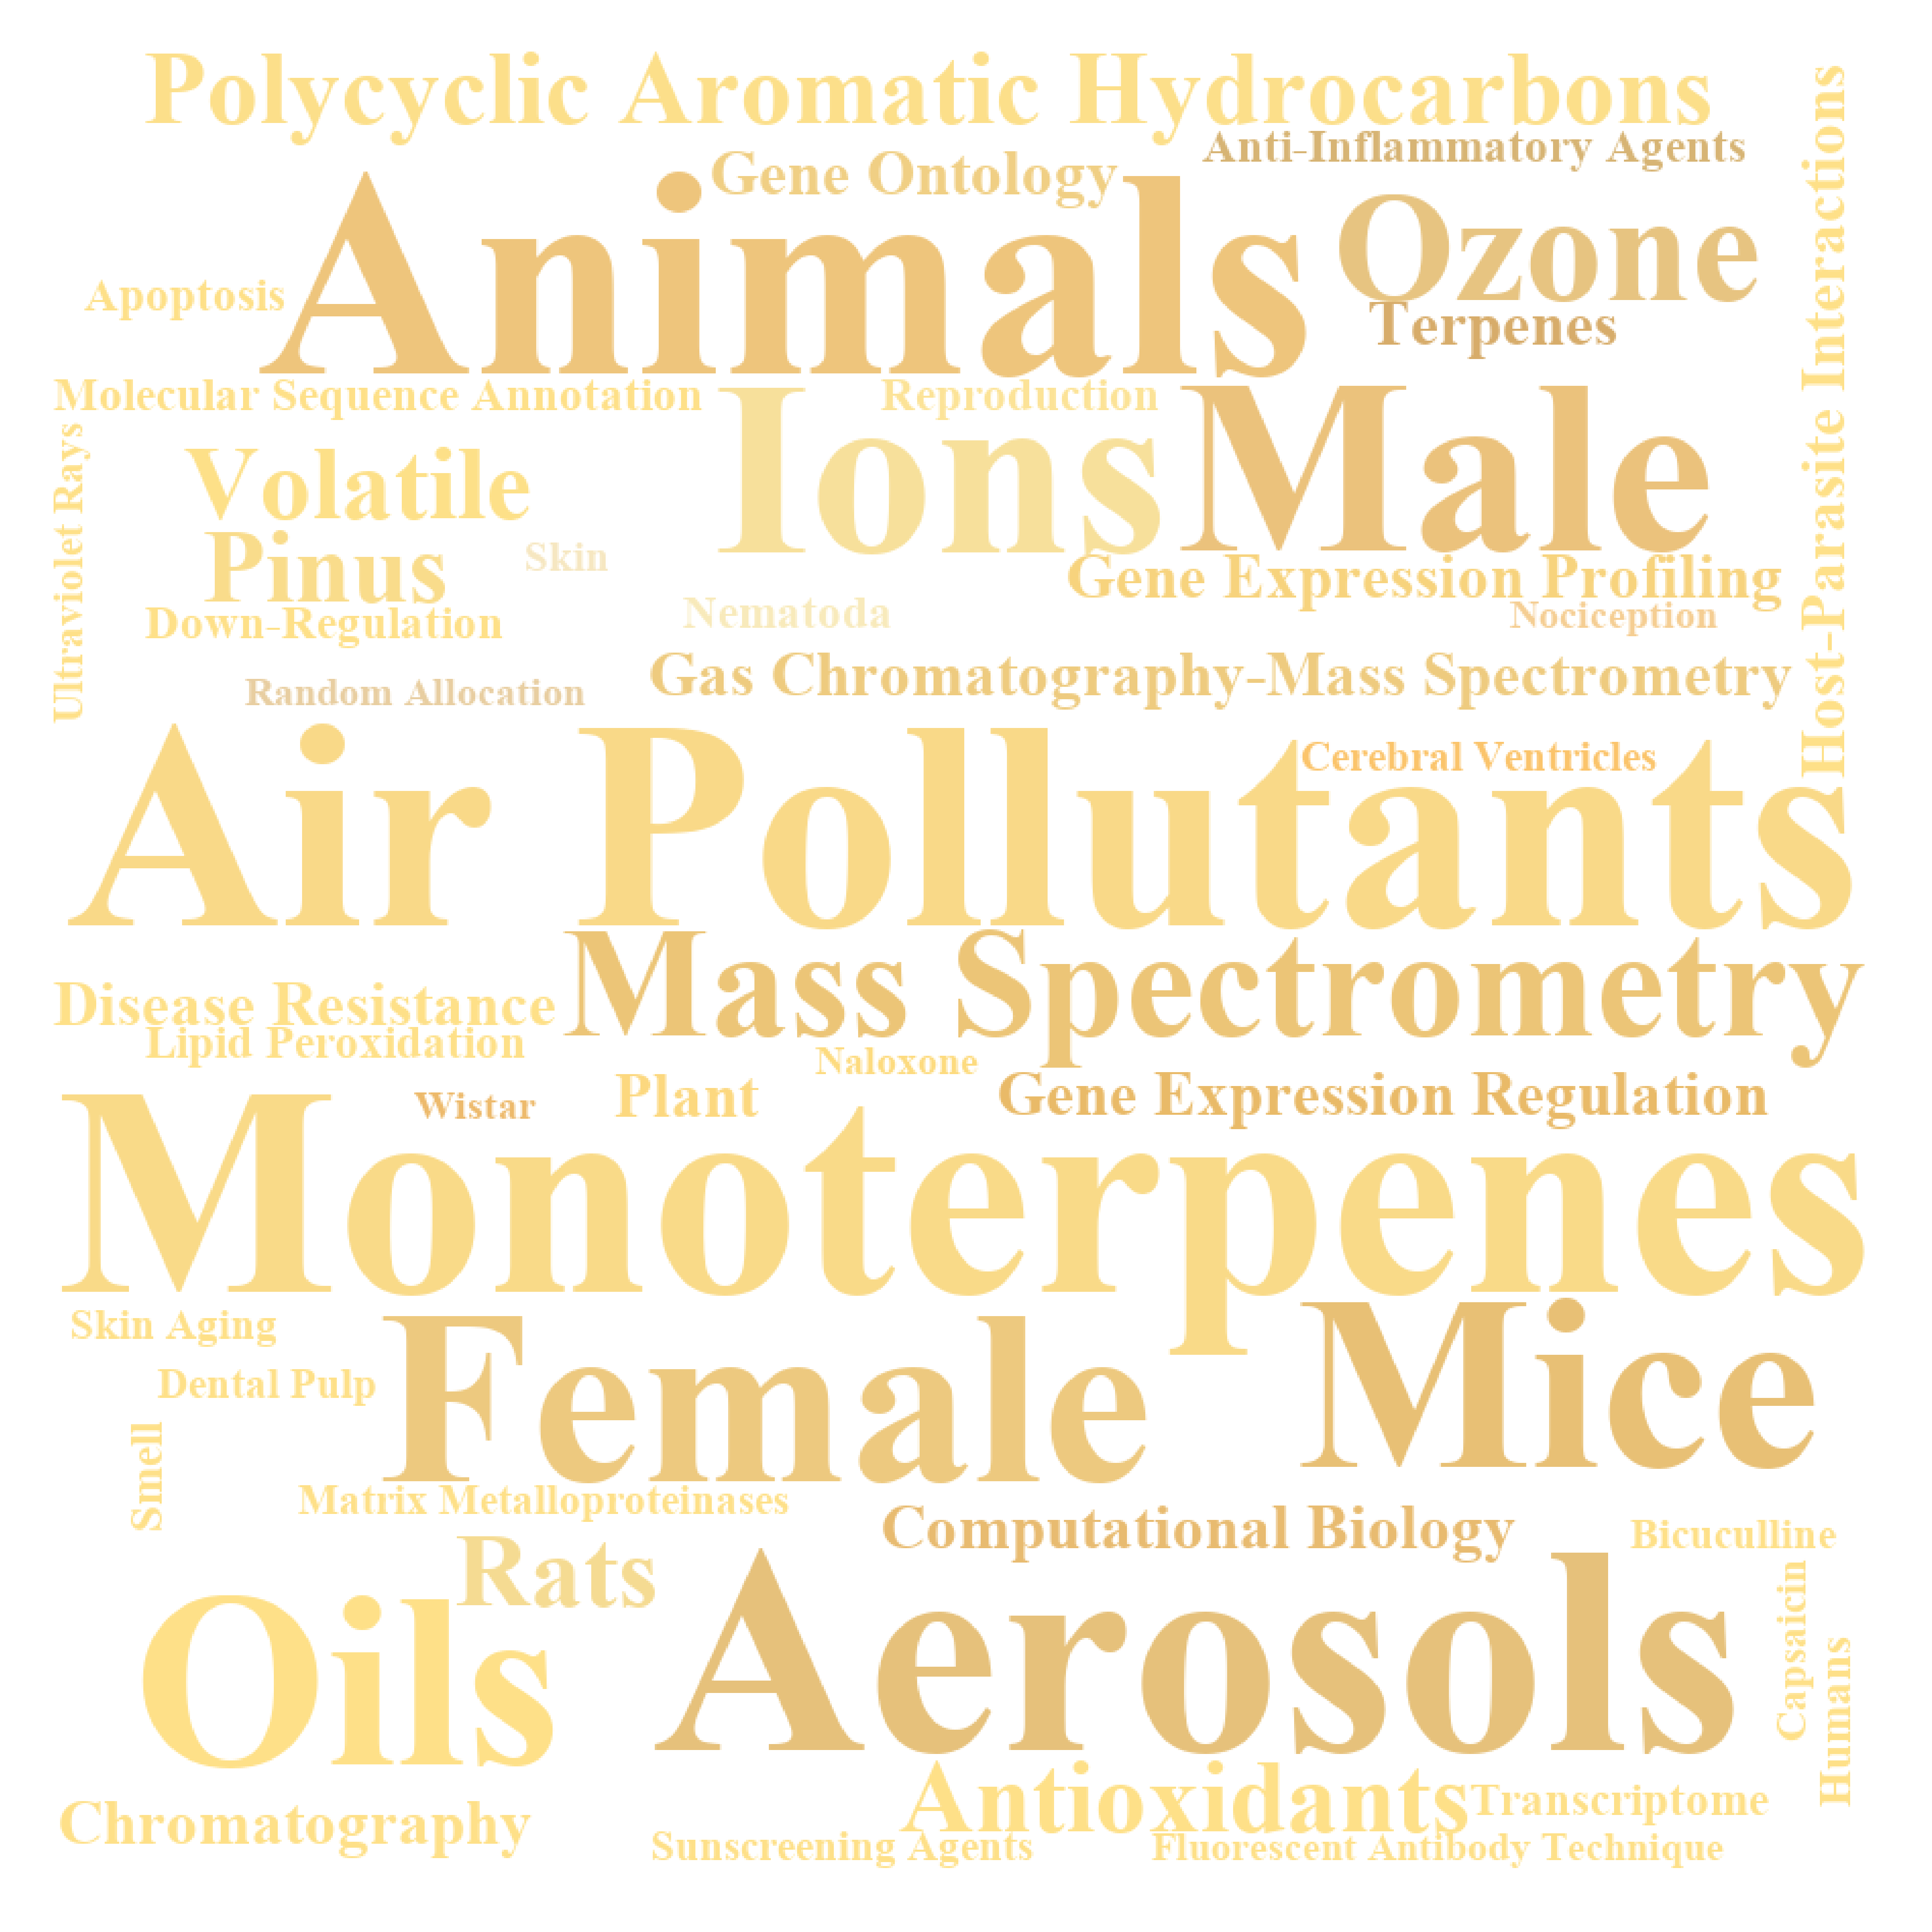 Polycyclic Aromatic Hydrocarbons
Anti-Inflammatory Agents
Gene Ontology
Animals
Ozone
Host-Parasite Interactions
Apoptosis
Terpenes
Molecular Sequence Annotation
Reproduction
Ions
Male
Ultraviolet Rays
Volatile
Pinus
Skin
Gene Expression Profiling
Down-Regulation
Nematoda
Nociception
Random Allocation
Gas Chromatography-Mass Spectrometry
Cerebral Ventricles
Air Pollutants
Mass Spectrometry
Disease Resistance
Lipid Peroxidation
Naloxone
Wistar
Plant
Gene Expression Regulation
Monoterpenes
Skin Aging
Female
Mice
Dental Pulp
Smell
Matrix Metalloproteinases
Computational Biology
Bicuculline
Rats
Oils
Aerosols
Capsaicin
Humans
Antioxidants
Transcriptome
Chromatography
Sunscreening Agents
Fluorescent Antibody Technique